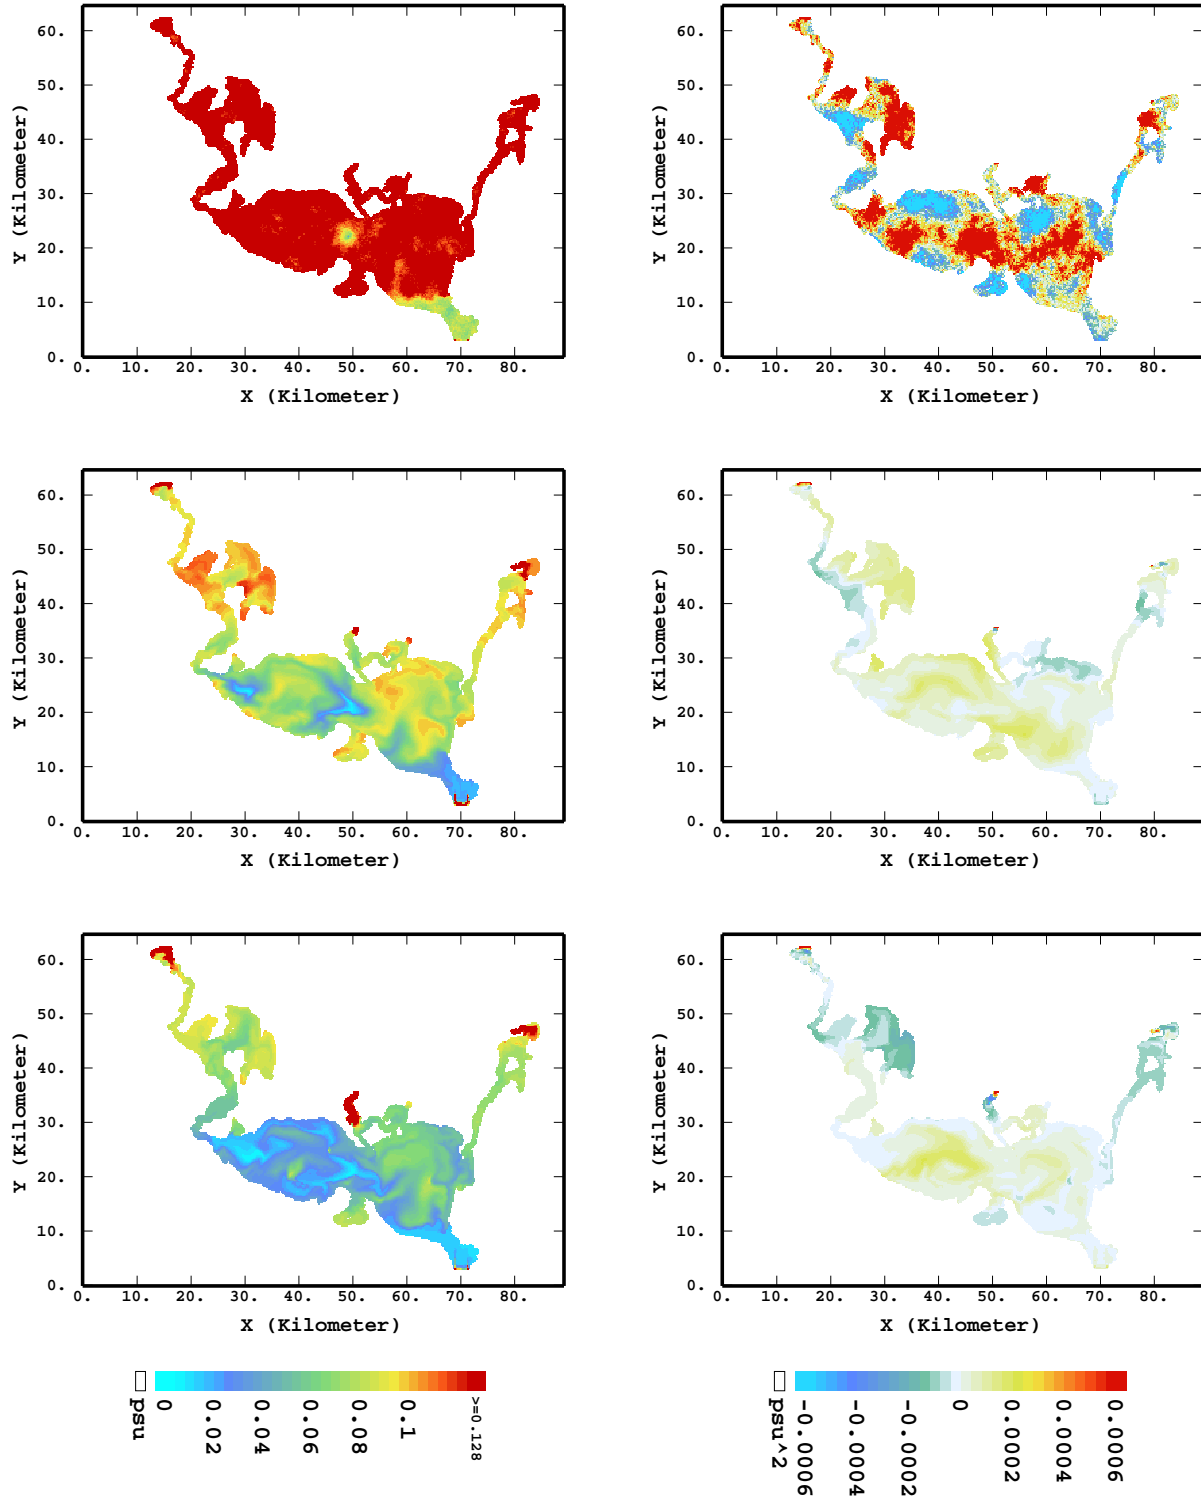 60.
60.
50.
50.
40.
40.
30.
30.
20.
20.
10.
10.
0.
0.
Y (Kilometer)
Y (Kilometer)
0. 10. 20. 30. 40. 50. 60. 70. 80.
0. 10. 20. 30. 40. 50. 60. 70. 80.
X (Kilometer)
X (Kilometer)
60.
60.
50.
50.
40.
40.
30.
30.
20.
20.
10.
10.
0.
0.
Y (Kilometer)
Y (Kilometer)
0. 10. 20. 30. 40. 50. 60. 70. 80.
0. 10. 20. 30. 40. 50. 60. 70. 80.
X (Kilometer)
X (Kilometer)
60.
60.
50.
50.
40.
40.
30.
30.
20.
20.
10.
10.
0.
0.
Y (Kilometer)
Y (Kilometer)
0. 10. 20. 30. 40. 50. 60. 70. 80.
0. 10. 20. 30. 40. 50. 60. 70. 80.
X (Kilometer)
X (Kilometer)
□ psu
0 0.02 0.04 0.06 0.08 0.1 >=0.128
□ psu^2
-0.0006 -0.0004 -0.0002 0 0.0002 0.0004 0.0006